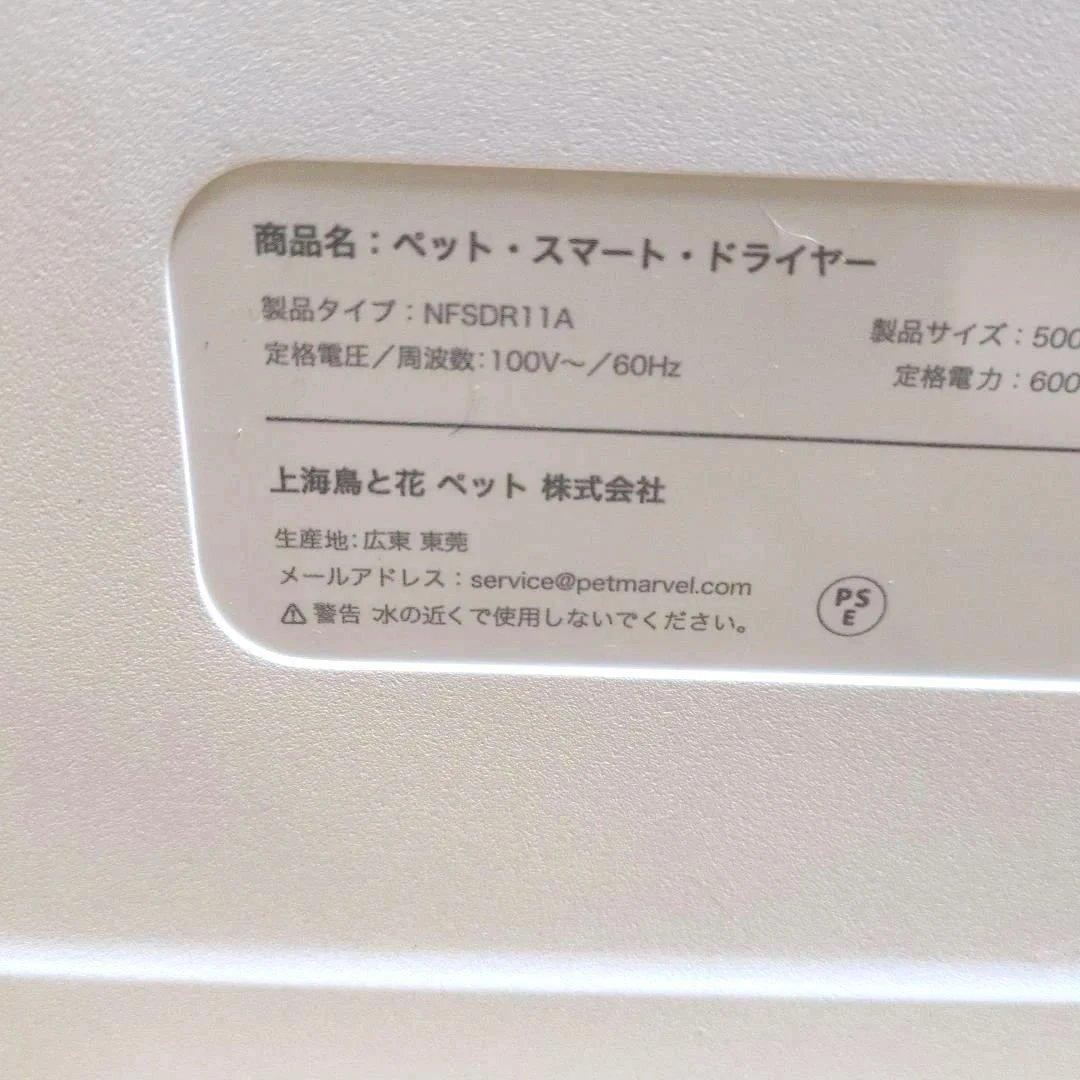 商品名：ペット・スマート・ドライヤー
製品タイプ：NFSDR11A
製品サイズ：500
定格電圧／周波数：100V～／60Hz
定格電力：600
上海鳥と花 ペット 株式会社
生産地：広東 東莞
メールアドレス：service@petmarvel.com
⚠ 警告 水の近くで使用しないでください。
PS
E